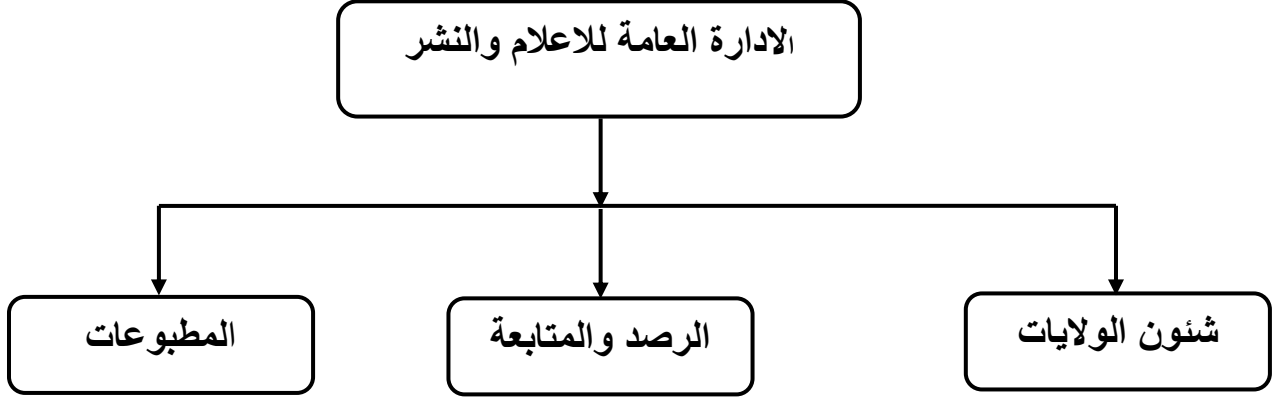 الادارة العامة للاعلام والنشر
شئون الولايات
الرصد والمتابعة
المطبوعات